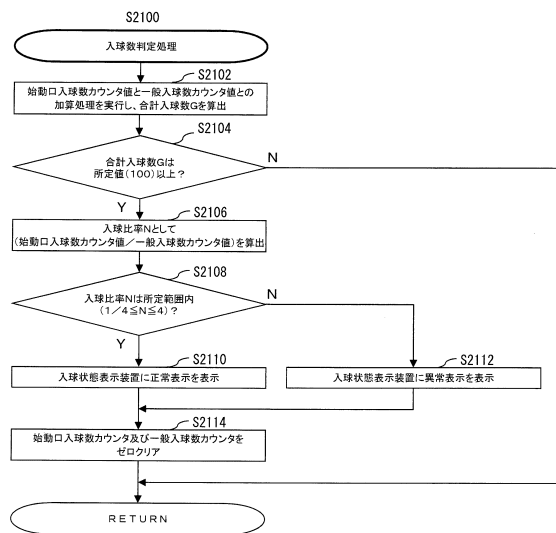 S2100
入球数判定処理
S2102
始動口入球数カウンタ値と一般入球数カウンタ値との
加算処理を実行し、合計入球数Gを算出
S2104
合計入球数Gは
所定値(100)以上?
N
Y
S2106
入球比率Nとして
(始動口入球数カウンタ値/一般入球数カウンタ値)を算出
S2108
入球比率Nは所定範囲内
(1/4≦N≦4)?
N
Y
S2110
入球状態表示装置に正常表示を表示
S2112
入球状態表示装置に異常表示を表示
S2114
始動口入球数カウンタ及び一般入球数カウンタを
ゼロクリア
RETURN